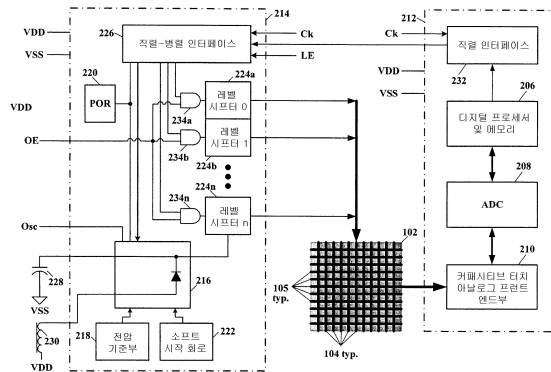 214
VDD
226
직렬-병렬 인터페이스
Ck
VSS
LE
212
Ck
직렬 인터페이스
232
VDD
VSS
220
POR
VDD
224a
레벨
시프터 0
234a
레벨
시프터 1
OE
234b
224b
224n
234n
레벨
시프터 n
206
디지털 프로세서
및 메모리
ADC
208
Osc
228
VSS
216
102
105
typ.
104 typ.
210
커패시티브 터치
아날로그 프런트
엔드부
230
VDD
218
전압
기준부
소프트
시작 회로
222